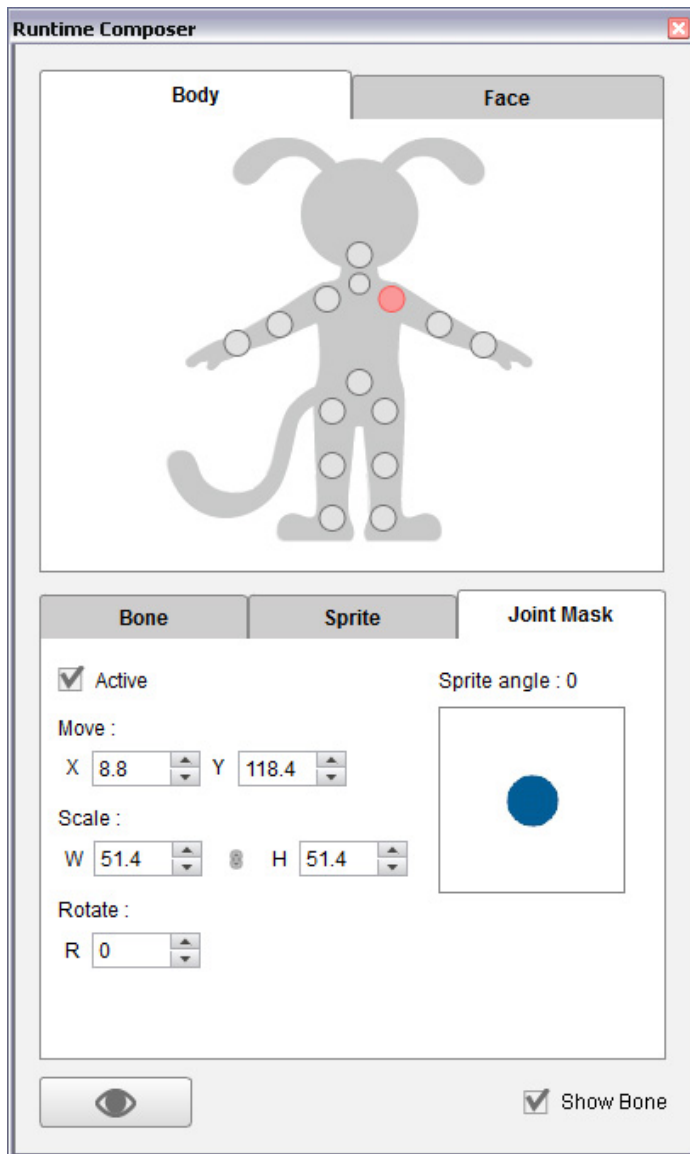 Runtime Composer
Body Face
Bone Sprite Joint Mask
Active Sprite angle : 0
Move :
X 8.8 Y 118.4
Scale :
W 51.4 H 51.4
Rotate :
R 0
Show Bone